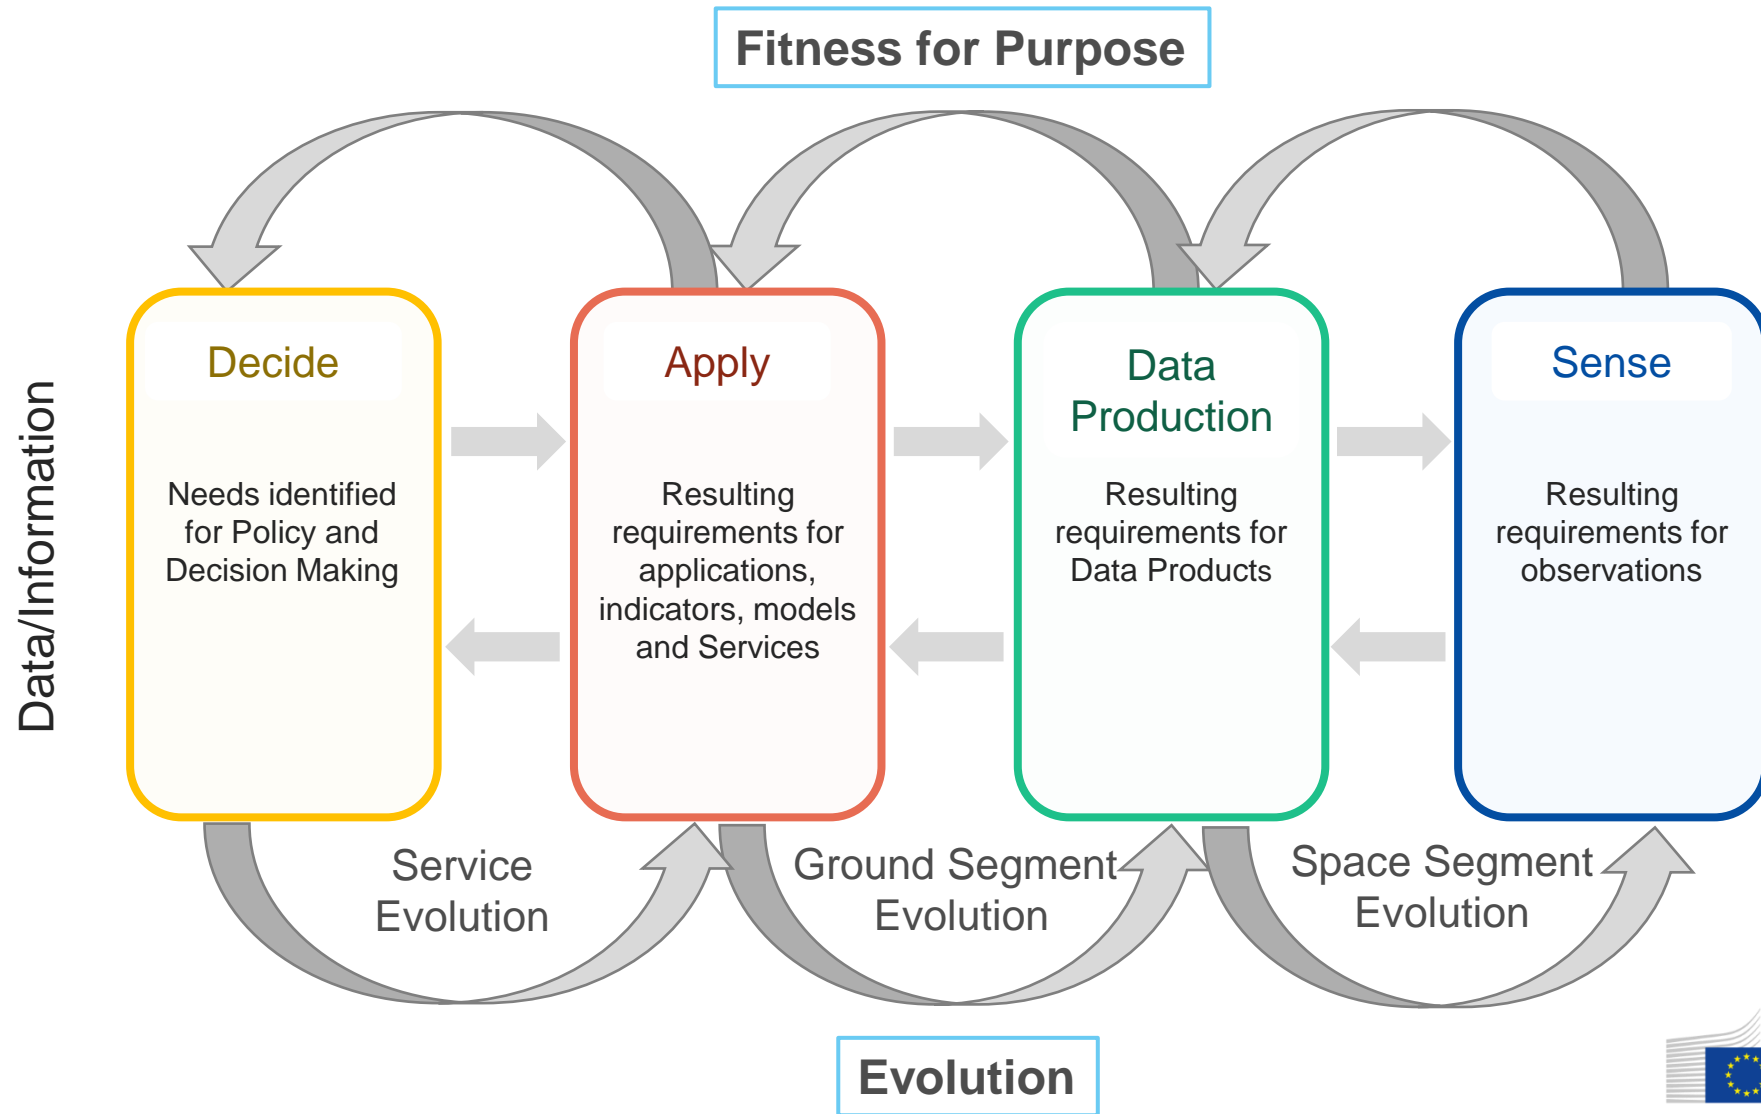 Fitness for Purpose
Data/Information
Decide
Needs identified
for Policy and
Decision Making
Apply
Resulting
requirements for
applications,
indicators, models
and Services
Data
Production
Resulting
requirements for
Data Products
Sense
Resulting
requirements for
observations
Service
Evolution
Ground Segment
Evolution
Space Segment
Evolution
Evolution